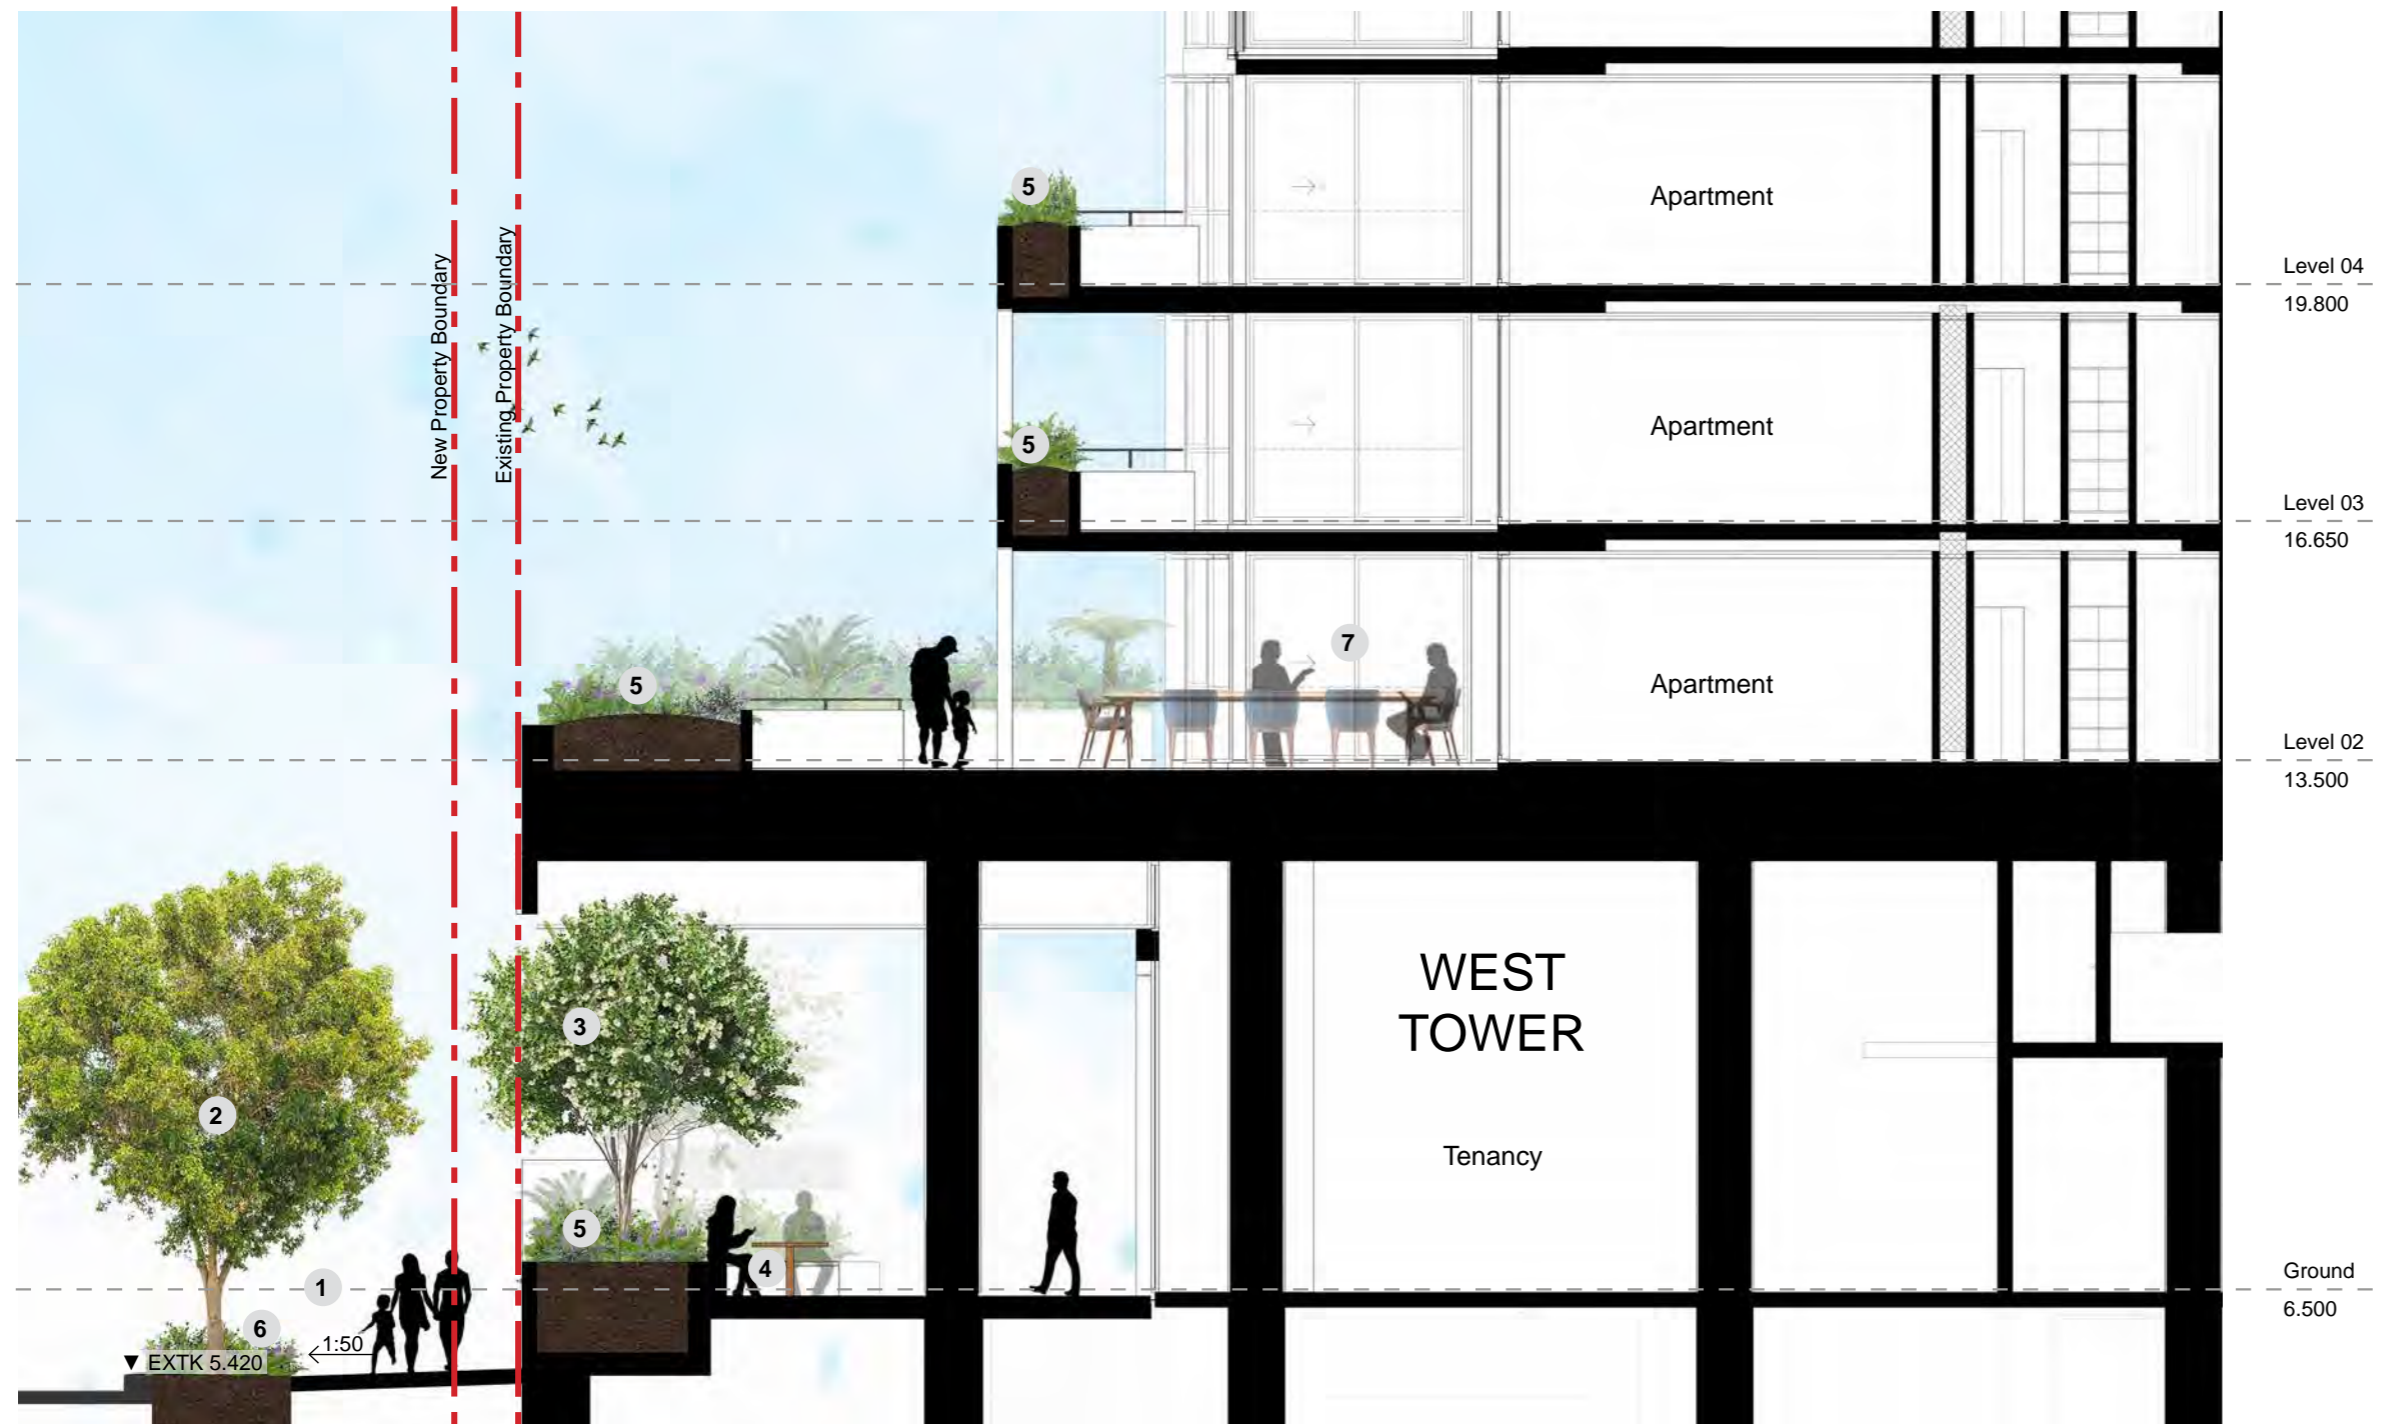 5
Apartment
New Property Boundary
Existing Property Boundary
Level 04
19.800
5
Apartment
Level 03
16.650
5
7
Apartment
Level 02
13.500
WEST
TOWER
3
2
Tenancy
5
4
1
Ground
6.500
6
1:50
▼ EXTK 5.420